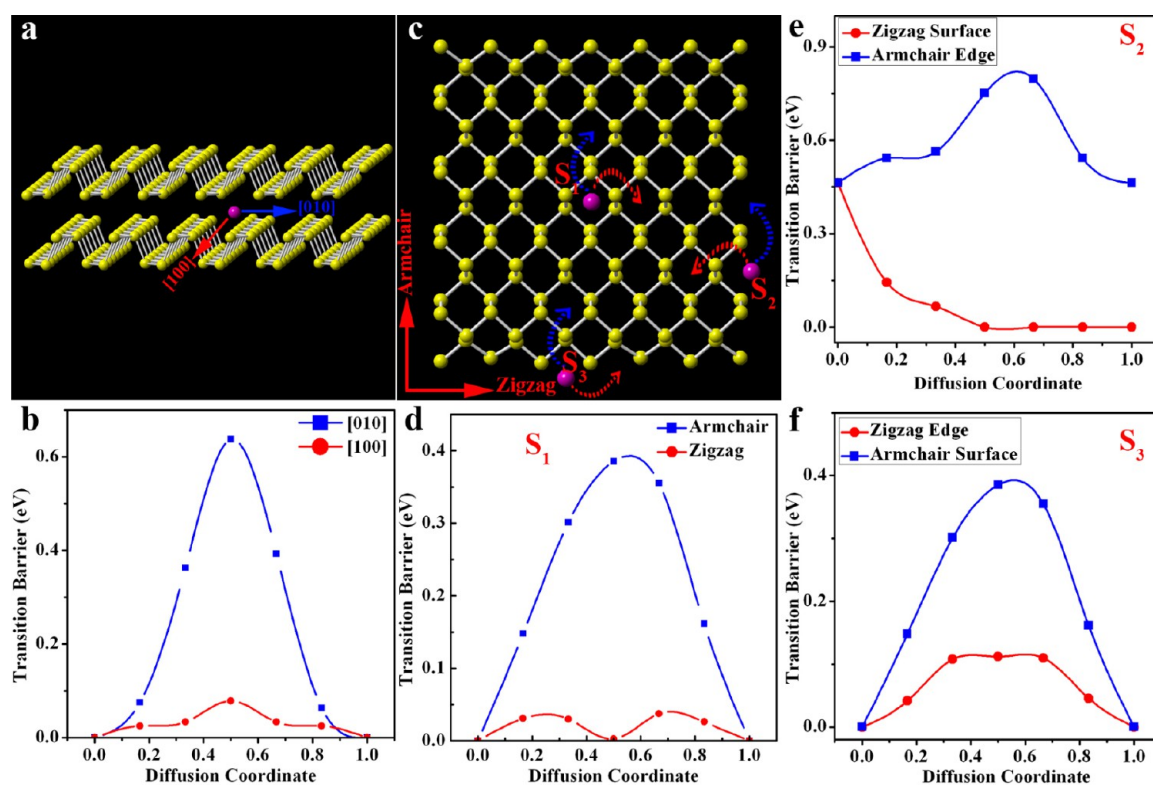 a
[010]
[100]
c
Armchair
Zigzag
S1
S2
S3
e
Zigzag Surface
Armchair Edge
S2
Transition Barrier (eV)
0.9
0.6
0.3
0.0
0.0 0.2 0.4 0.6 0.8 1.0
Diffusion Coordinate
b
[010]
[100]
Transition Barrier (eV)
0.6
0.4
0.2
0.0
0.0 0.2 0.4 0.6 0.8 1.0
Diffusion Coordinate
d
S1
Armchair
Zigzag
Transition Barrier (eV)
0.4
0.3
0.2
0.1
0.0
0.0 0.2 0.4 0.6 0.8 1.0
Diffusion Coordinate
f
Zigzag Edge
Armchair Surface
S3
Transition Barrier (eV)
0.4
0.2
0.0
0.0 0.2 0.4 0.6 0.8 1.0
Diffusion Coordinate